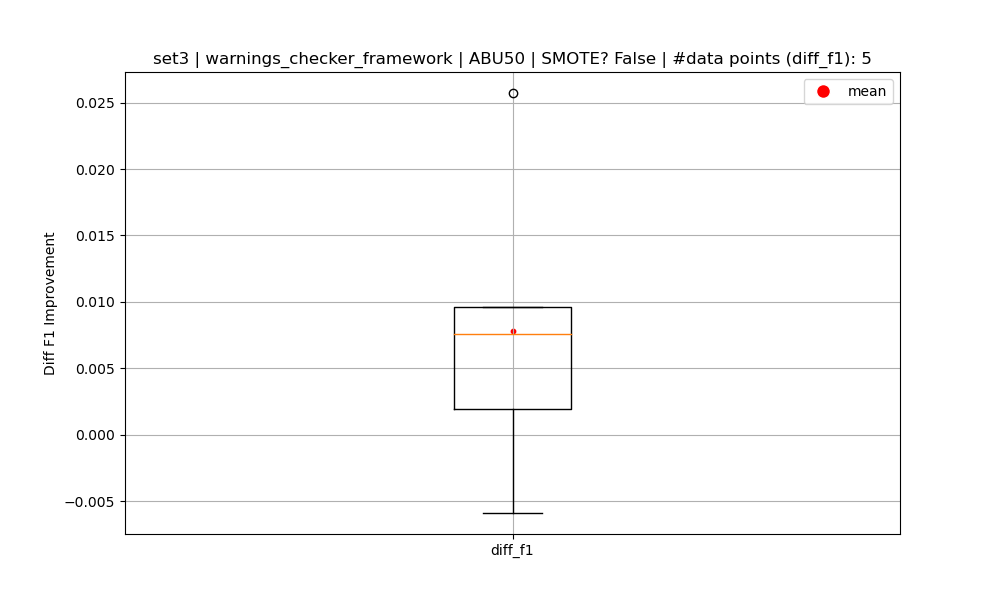 set3 | warnings_checker_framework | ABU50 | SMOTE? False | #data points (diff_f1): 5
mean
0.025
0.020
0.015
0.010
0.005
0.000
−0.005
Diff F1 Improvement
diff_f1